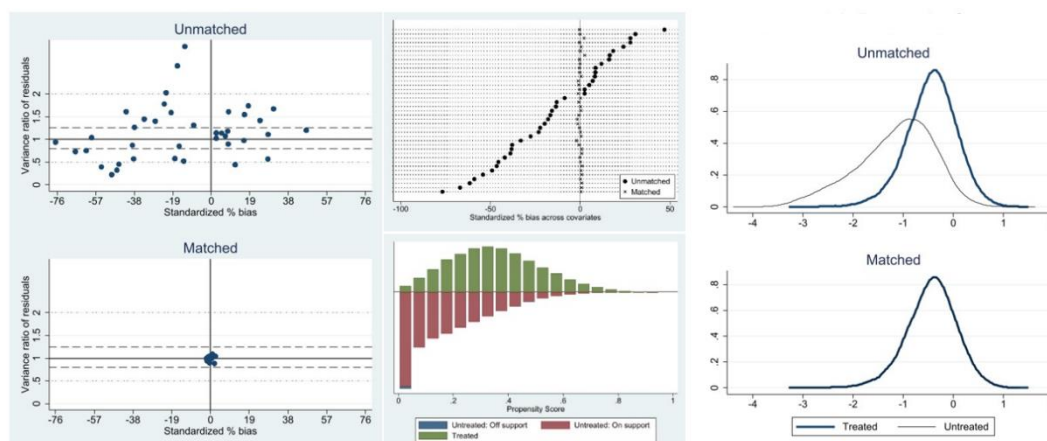 Unmatched
Variance ratio of residuals
2
1.5
1
.5
0
-76 -57 -38 -19 0 19 38 57 76
Standardized % bias
Matched
Variance ratio of residuals
2
1.5
1
.5
0
-76 -57 -38 -19 0 19 38 57 76
Standardized % bias
Unmatched
Matched
-100 -50 0 50
Standardized % bias across covariates
0 .2 .4 .6 .8 1
Propensity Score
Untreated: Off support Untreated: On support
Treated
Unmatched
.8
.6
.4
.2
0
-4 -3 -2 -1 0 1
Matched
.8
.6
.4
.2
0
-4 -3 -2 -1 0 1
Treated Untreated